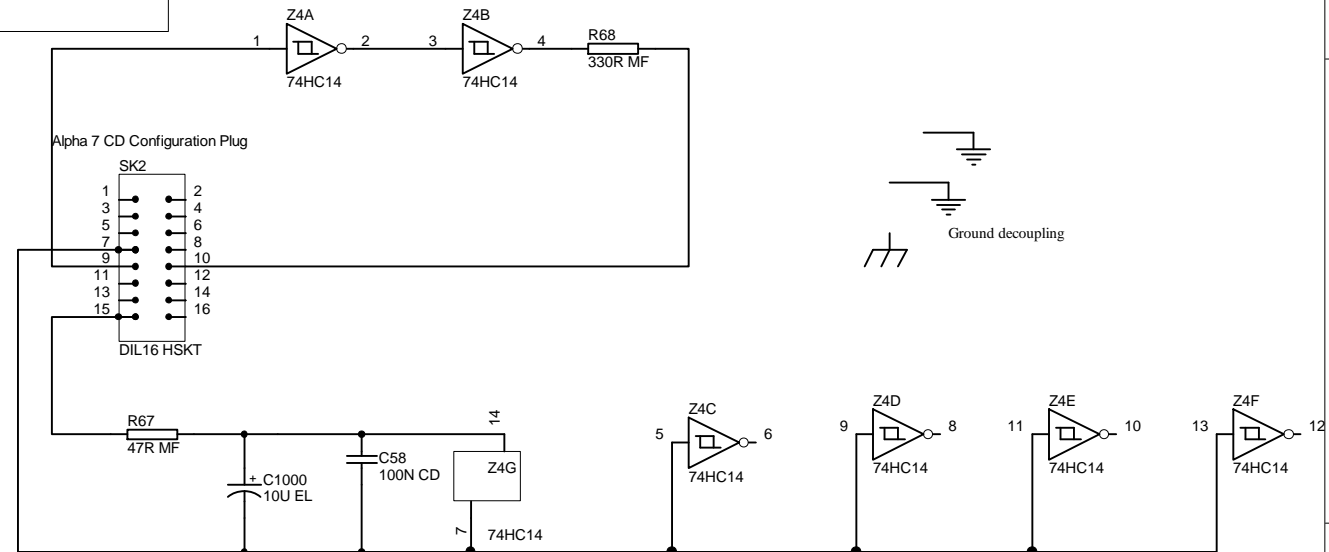 Z4A
Z4B
1
2
3
4
R68
330R MF
74HC14
74HC14
Alpha 7 CD Configuration Plug
SK2
1
2
3
4
5
6
7
8
9
10
11
12
13
14
15
16
DIL16 HSKT
Ground decoupling
R67
47R MF
14
Z4G
7
74HC14
+
C1000
10U EL
C58
100N CD
Z4C
5
6
74HC14
Z4D
9
8
74HC14
Z4E
11
10
74HC14
Z4F
13
12
74HC14